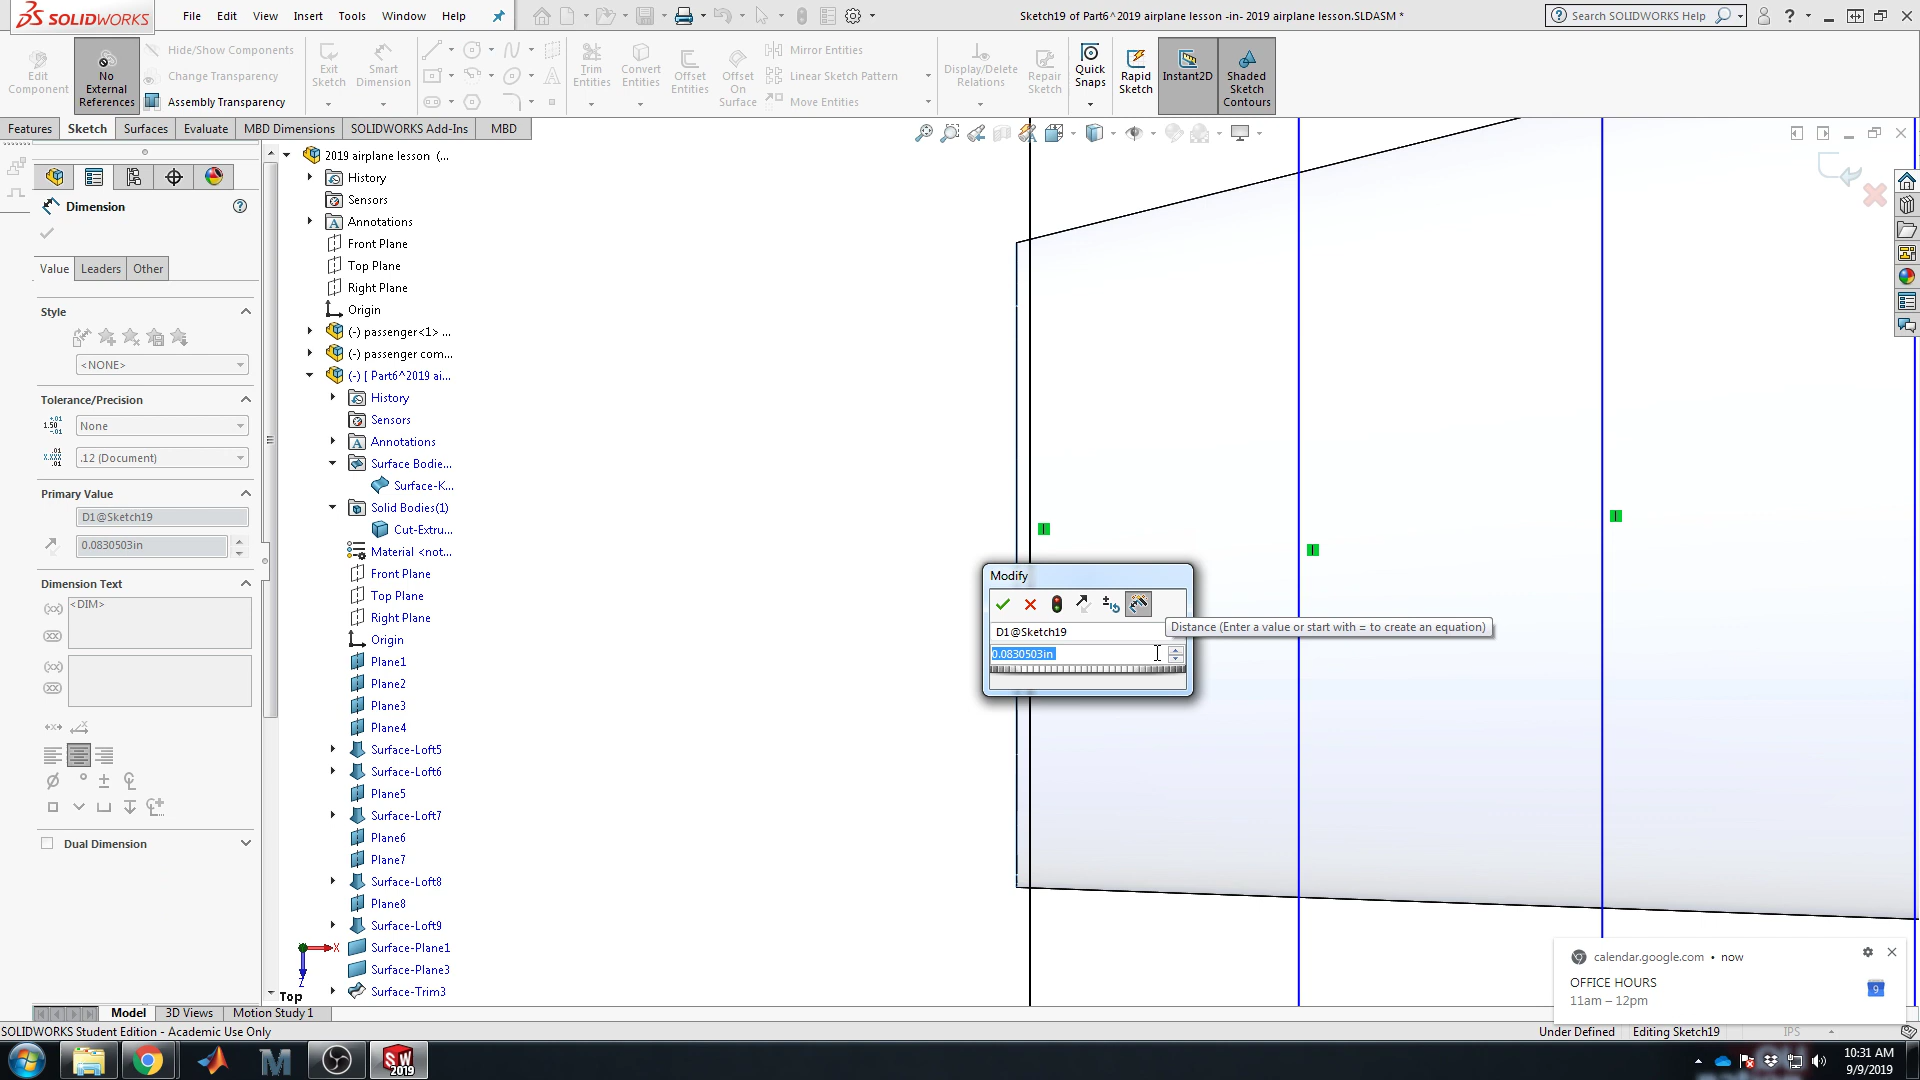 SOLIDWORKS
File Edit View Insert Tools Window Help
Sketch19 of Part6^2019 airplane lesson -in- 2019 airplane lesson.SLDASM *
Search SOLIDWORKS Help
Edit Component
No External References
Hide/Show Components
Change Transparency
Assembly Transparency
Exit Sketch
Smart Dimension
Trim Entities
Convert Entities
Offset Entities
Offset On Surface
Mirror Entities
Linear Sketch Pattern
Move Entities
Display/Delete Relations
Repair Sketch
Quick Snaps
Rapid Sketch
Instant2D
Shaded Sketch Contours
Features Sketch Surfaces Evaluate MBD Dimensions SOLIDWORKS Add-Ins MBD
Dimension
Value Leaders Other
Style
<NONE>
Tolerance/Precision
None
.12 (Document)
Primary Value
D1@Sketch19
0.0830503in
Dimension Text
<DIM>
Dual Dimension
2019 airplane lesson (...
History
Sensors
Annotations
Front Plane
Top Plane
Right Plane
Origin
(-) passenger<1> ...
(-) passenger com...
(-) [ Part6^2019 ai...
History
Sensors
Annotations
Surface Bodie...
Surface-K...
Solid Bodies(1)
Cut-Extru...
Material <not...
Front Plane
Top Plane
Right Plane
Origin
Plane1
Plane2
Plane3
Plane4
Surface-Loft5
Surface-Loft6
Plane5
Surface-Loft7
Plane6
Plane7
Surface-Loft8
Plane8
Surface-Loft9
Surface-Plane1
Surface-Plane3
Surface-Trim3
X
Z
Top
Modify
D1@Sketch19
0.0830503in
Distance (Enter a value or start with = to create an equation)
calendar.google.com • now
OFFICE HOURS
11am – 12pm
9
Model 3D Views Motion Study 1
SOLIDWORKS Student Edition - Academic Use Only
Under Defined Editing Sketch19 IPS
SW 2019
10:31 AM
9/9/2019